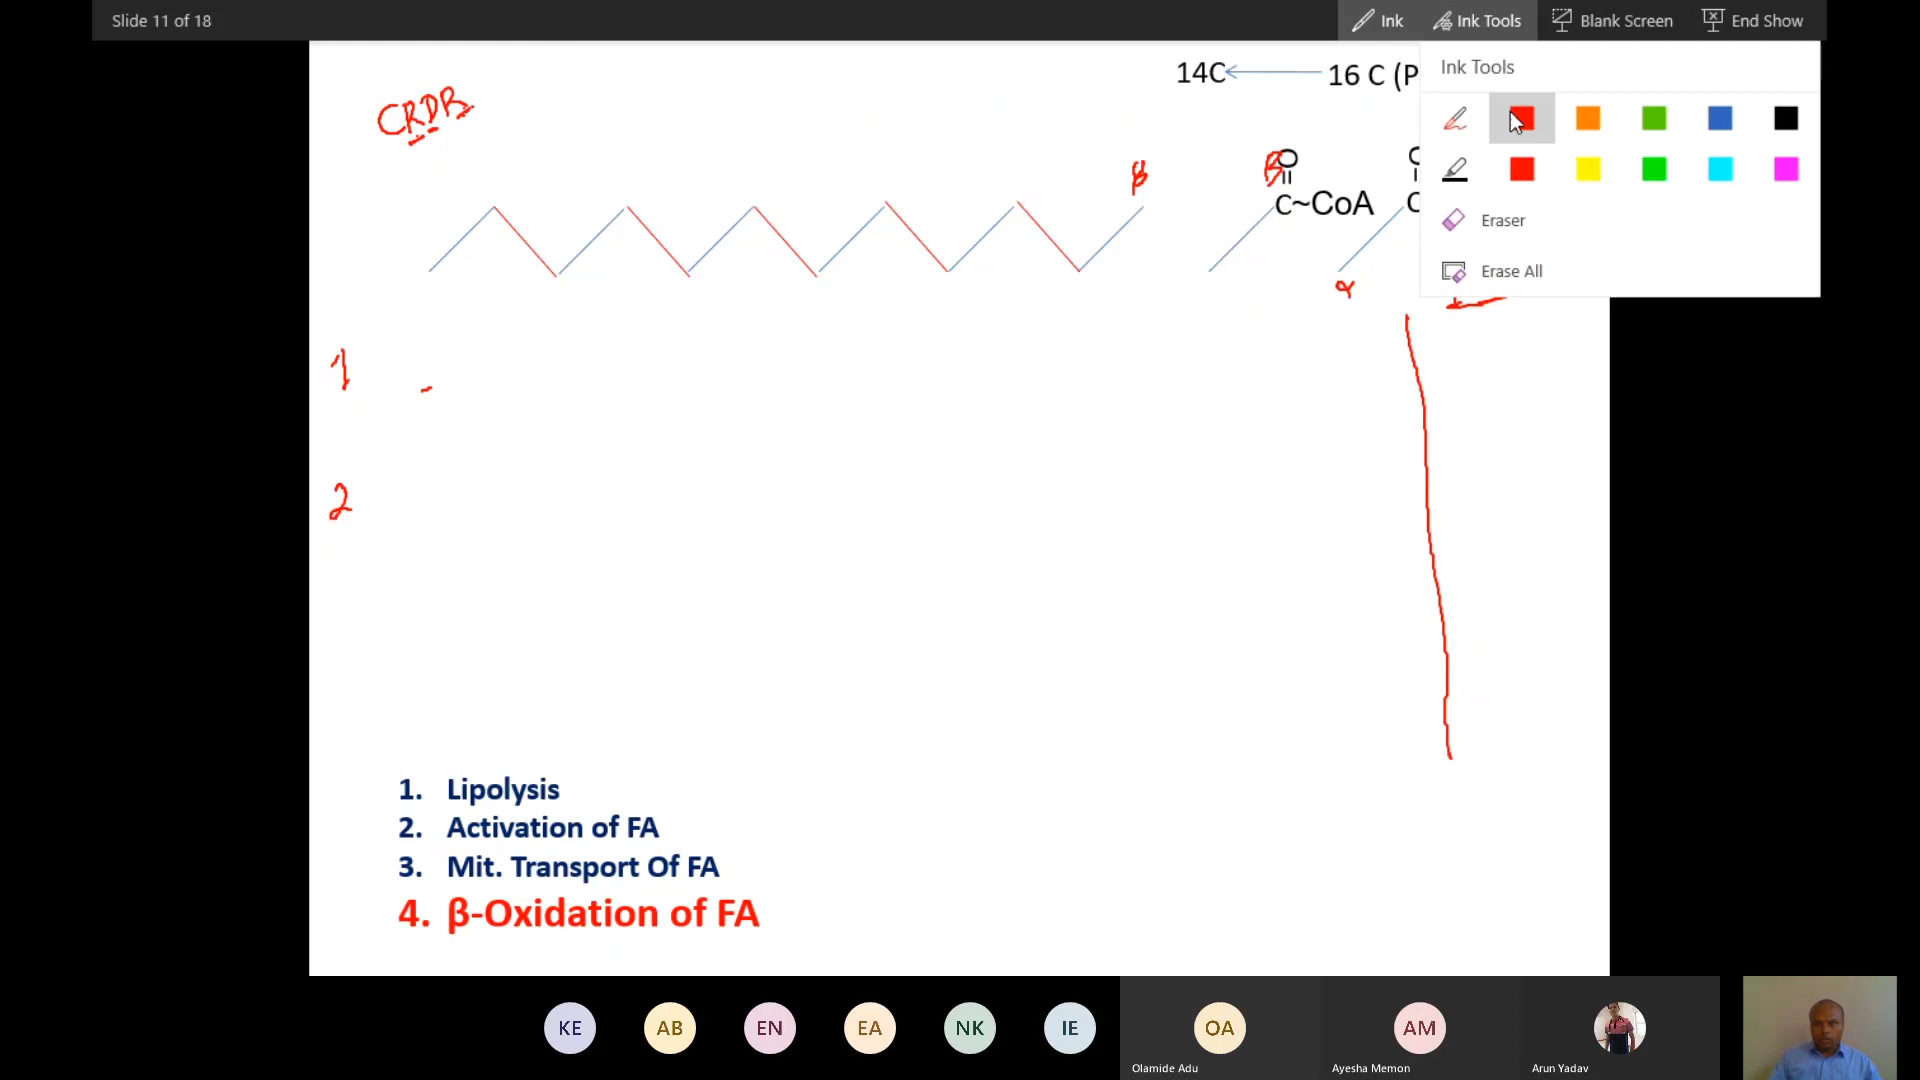 Slide 11 of 18
Ink
Ink Tools
Blank Screen
End Show
Ink Tools
Eraser
Erase All
14C
16 C (P
CRDR
β
β
O
C~CoA
C
α
1
2
1. Lipolysis
2. Activation of FA
3. Mit. Transport Of FA
4. β-Oxidation of FA
KE
AB
EN
EA
NK
IE
OA
AM
Olamide Adu
Ayesha Memon
Arun Yadav